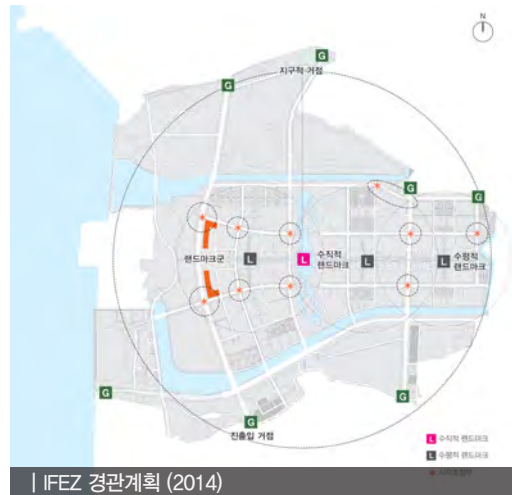 N
G
G
지구적 거점
G
G
랜드마크군
L
L
수직적
랜드마크
L
L
수평적
랜드마크
G
G
G
진출입 거점
L 수직적 랜드마크
L 수평적 랜드마크
| IFEZ 경관계획 (2014)